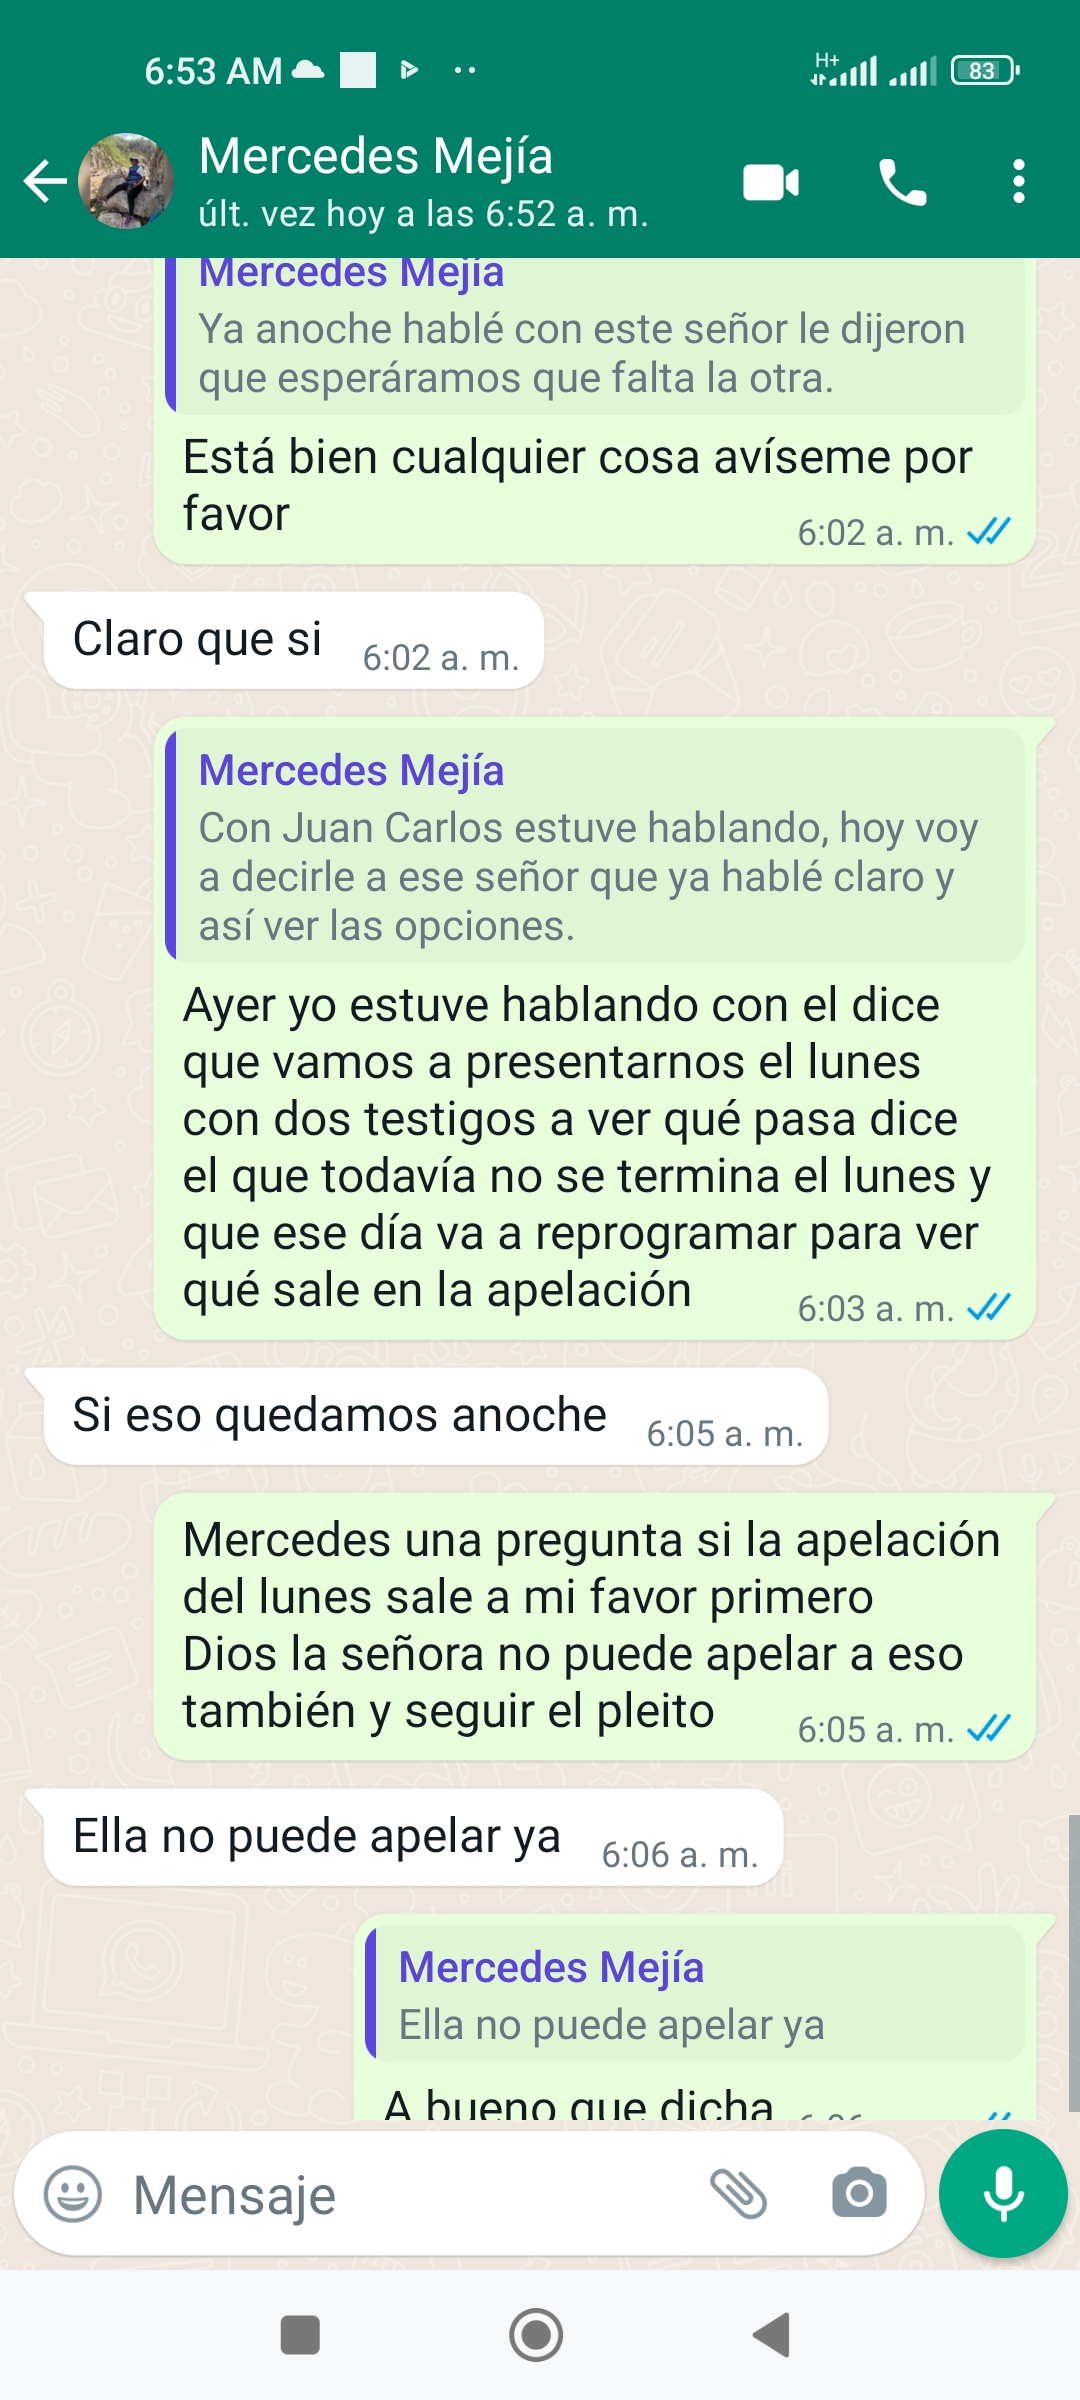 6:53 AM
H+
83
Mercedes Mejía
últ. vez hoy a las 6:52 a. m.
Mercedes Mejía
Ya anoche hablé con este señor le dijeron
que esperáramos que falta la otra.
Está bien cualquier cosa avíseme por
favor
6:02 a. m.
Claro que si
6:02 a. m.
Mercedes Mejía
Con Juan Carlos estuve hablando, hoy voy
a decirle a ese señor que ya hablé claro y
así ver las opciones.
Ayer yo estuve hablando con el dice
que vamos a presentarnos el lunes
con dos testigos a ver qué pasa dice
el que todavía no se termina el lunes y
que ese día va a reprogramar para ver
qué sale en la apelación
6:03 a. m.
Si eso quedamos anoche
6:05 a. m.
Mercedes una pregunta si la apelación
del lunes sale a mi favor primero
Dios la señora no puede apelar a eso
también y seguir el pleito
6:05 a. m.
Ella no puede apelar ya
6:06 a. m.
Mercedes Mejía
Ella no puede apelar ya
A bueno que dicha
Mensaje